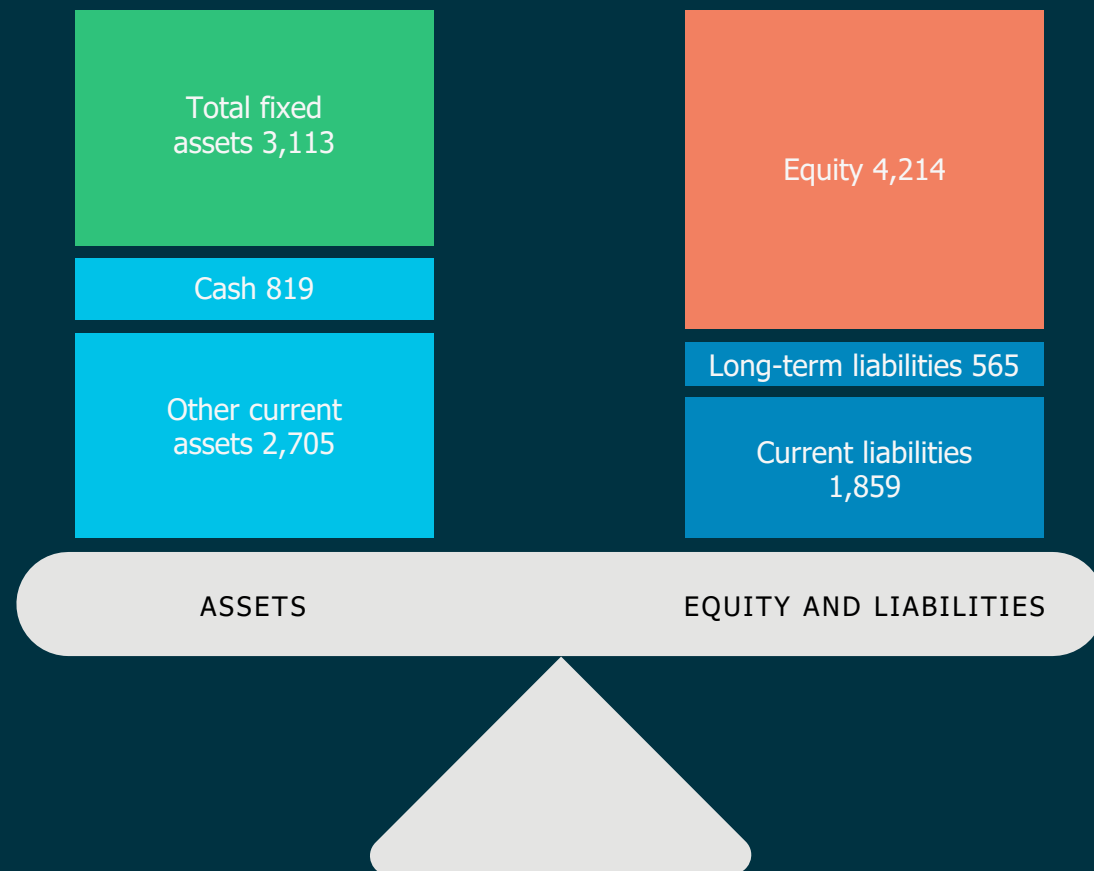 Total fixed
assets 3,113
Cash 819
Other current
assets 2,705
Equity 4,214
Long-term liabilities 565
Current liabilities
1,859
ASSETS
EQUITY AND LIABILITIES